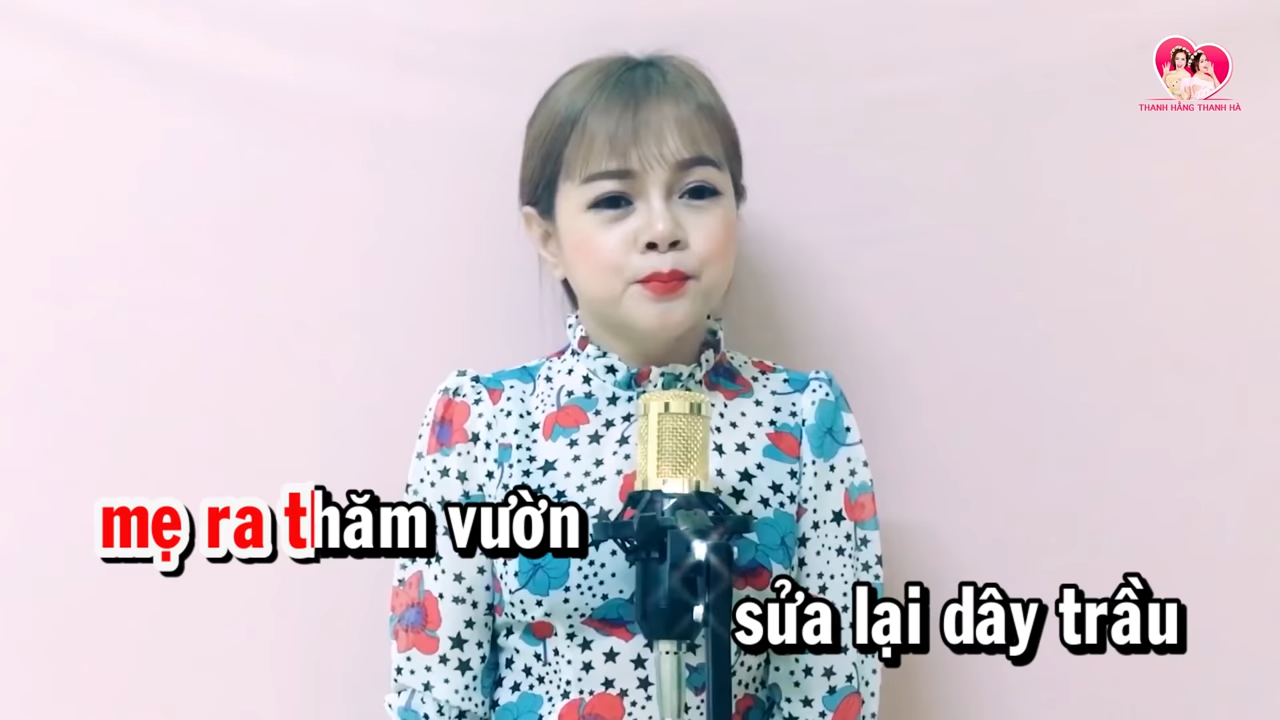 THANH HẰNG THANH HÀ
mẹ ra thăm vườn
sửa lại dây trầu